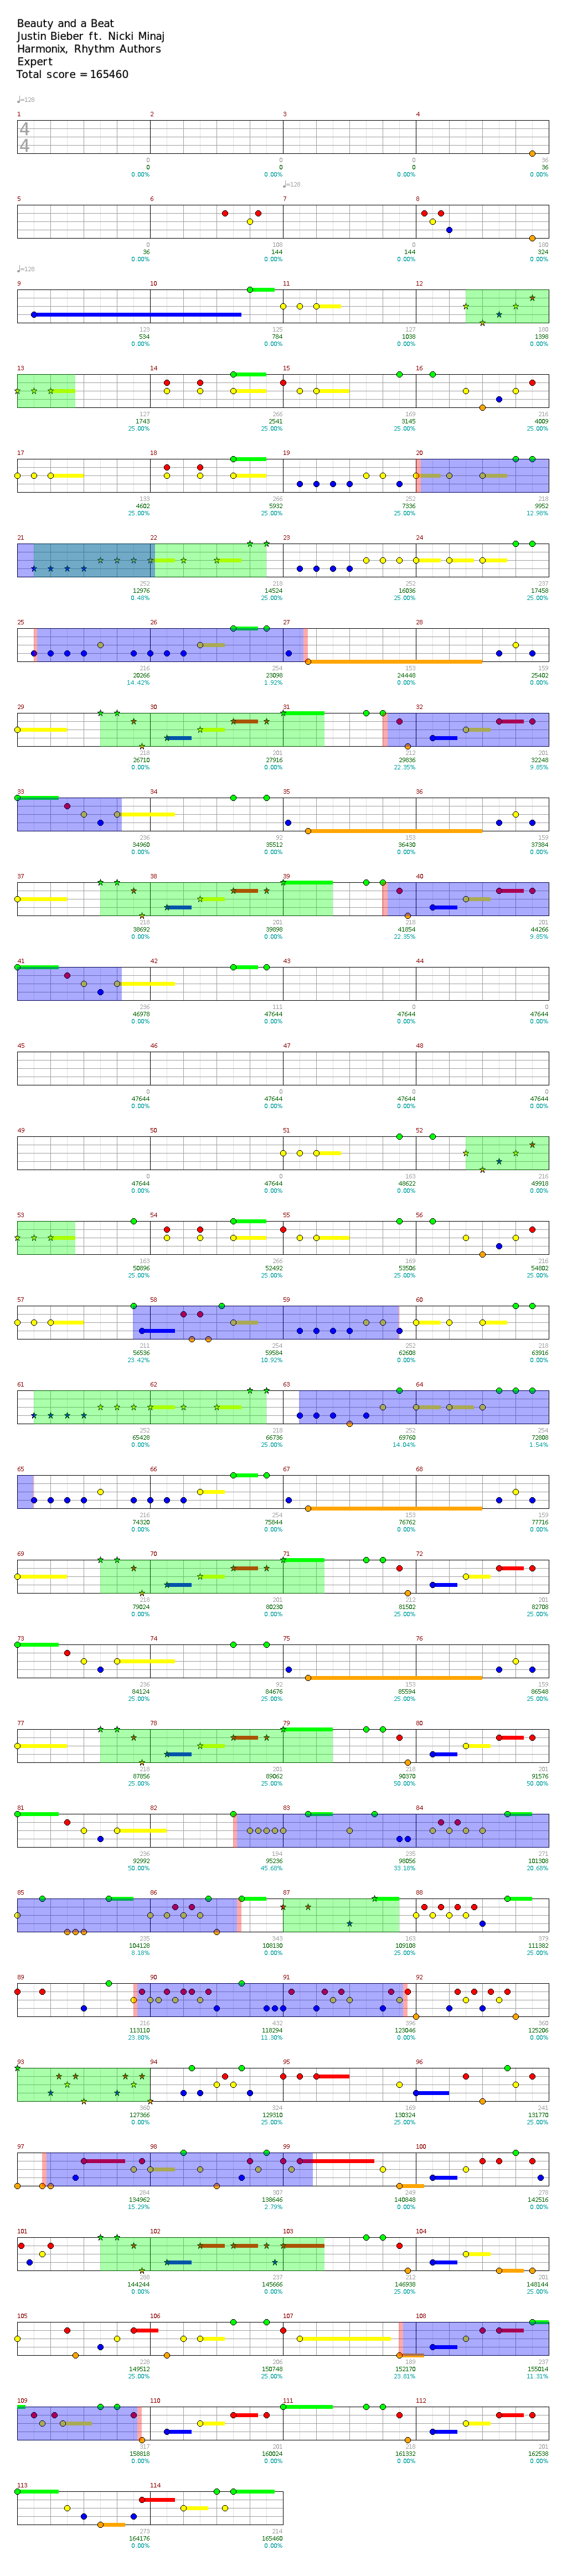 Beauty and a Beat
Justin Bieber ft. Nicki Minaj
Harmonix, Rhythm Authors
Expert
Total score = 165460
♩=128
1 2 3 4
4
4
0 0 0 36
0 0 0 36
0.00% 0.00% 0.00% 0.00%
♩=128
5 6 7 8
0 108 0 180
36 144 144 324
0.00% 0.00% 0.00% 0.00%
♩=128
9 10 11 12
123 125 127 180
534 784 1038 1398
0.00% 0.00% 0.00% 0.00%
13 14 15 16
127 266 169 216
1743 2541 3145 4009
25.00% 25.00% 25.00% 25.00%
17 18 19 20
133 266 252 218
4602 5932 7336 9952
25.00% 25.00% 25.00% 12.98%
21 22 23 24
252 218 252 237
12976 14524 16036 17458
0.48% 25.00% 25.00% 25.00%
25 26 27 28
216 254 153 159
20266 23098 24448 25402
14.42% 1.92% 0.00% 0.00%
29 30 31 32
218 201 212 201
26710 27916 29836 32248
0.00% 0.00% 22.35% 9.85%
33 34 35 36
236 92 153 159
34960 35512 36430 37384
0.00% 0.00% 0.00% 0.00%
37 38 39 40
218 201 212 201
38692 39898 41854 44266
0.00% 0.00% 22.35% 9.85%
41 42 43 44
236 111 0 0
46978 47644 47644 47644
0.00% 0.00% 0.00% 0.00%
45 46 47 48
0 0 0 0
47644 47644 47644 47644
0.00% 0.00% 0.00% 0.00%
49 50 51 52
0 0 163 216
47644 47644 48622 49918
0.00% 0.00% 0.00% 0.00%
53 54 55 56
163 266 169 216
50896 52492 53506 54802
25.00% 25.00% 25.00% 25.00%
57 58 59 60
211 254 252 218
56536 59584 62608 63916
23.42% 10.92% 0.00% 0.00%
61 62 63 64
252 218 252 254
65428 66736 69760 72808
0.00% 25.00% 14.04% 1.54%
65 66 67 68
216 254 153 159
74320 75844 76762 77716
0.00% 0.00% 0.00% 0.00%
69 70 71 72
218 201 212 201
79024 80230 81502 82708
0.00% 0.00% 25.00% 25.00%
73 74 75 76
236 92 153 159
84124 84676 85594 86548
25.00% 25.00% 25.00% 25.00%
77 78 79 80
218 201 218 201
87856 89062 90370 91576
25.00% 25.00% 50.00% 50.00%
81 82 83 84
236 194 235 271
92992 95236 98056 101308
50.00% 45.68% 33.18% 20.68%
85 86 87 88
235 343 163 379
104128 108130 109108 111382
8.18% 0.00% 25.00% 25.00%
89 90 91 92
216 432 396 360
113110 118294 123046 125206
23.80% 11.30% 0.00% 0.00%
93 94 95 96
360 324 169 241
127366 129310 130324 131770
25.00% 25.00% 25.00% 25.00%
97 98 99 100
284 307 249 278
134962 138646 140848 142516
15.29% 2.79% 0.00% 0.00%
101 102 103 104
288 237 212 201
144244 145666 146938 148144
0.00% 0.00% 25.00% 25.00%
105 106 107 108
228 206 189 237
149512 150748 152170 155014
25.00% 25.00% 23.81% 11.31%
109 110 111 112
317 201 218 201
158818 160024 161332 162538
0.00% 0.00% 0.00% 0.00%
113 114
273 214
164176 165460
0.00% 0.00%